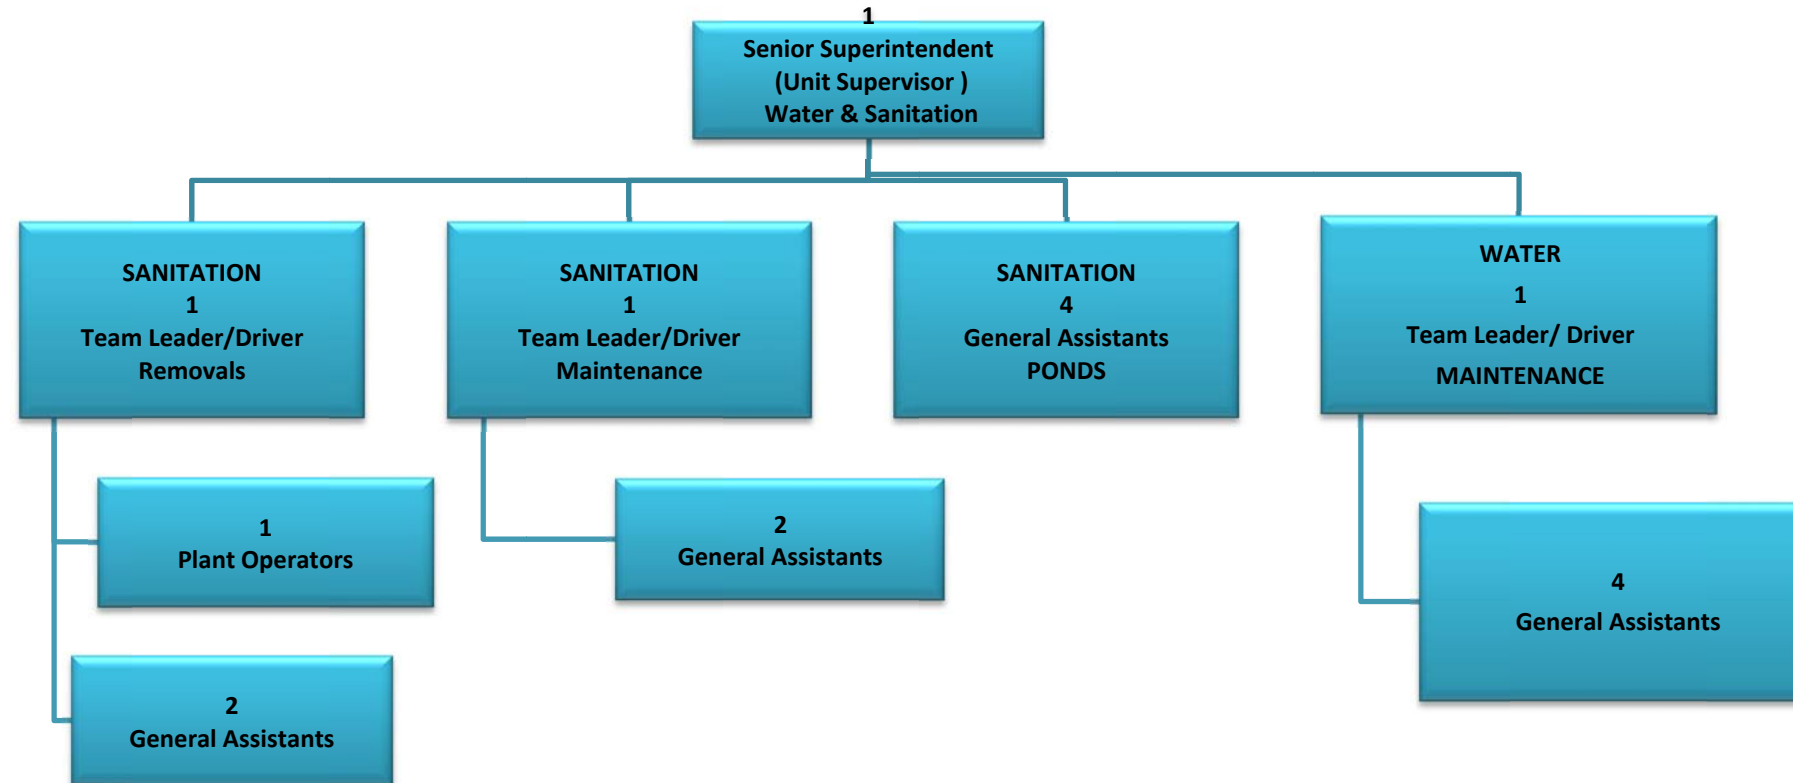 1
Senior Superintendent
(Unit Supervisor )
Water & Sanitation
SANITATION
1
Team Leader/Driver
Removals
SANITATION
1
Team Leader/Driver
Maintenance
SANITATION
4
General Assistants
PONDS
WATER
1
Team Leader/ Driver
MAINTENANCE
1
Plant Operators
2
General Assistants
2
General Assistants
4
General Assistants